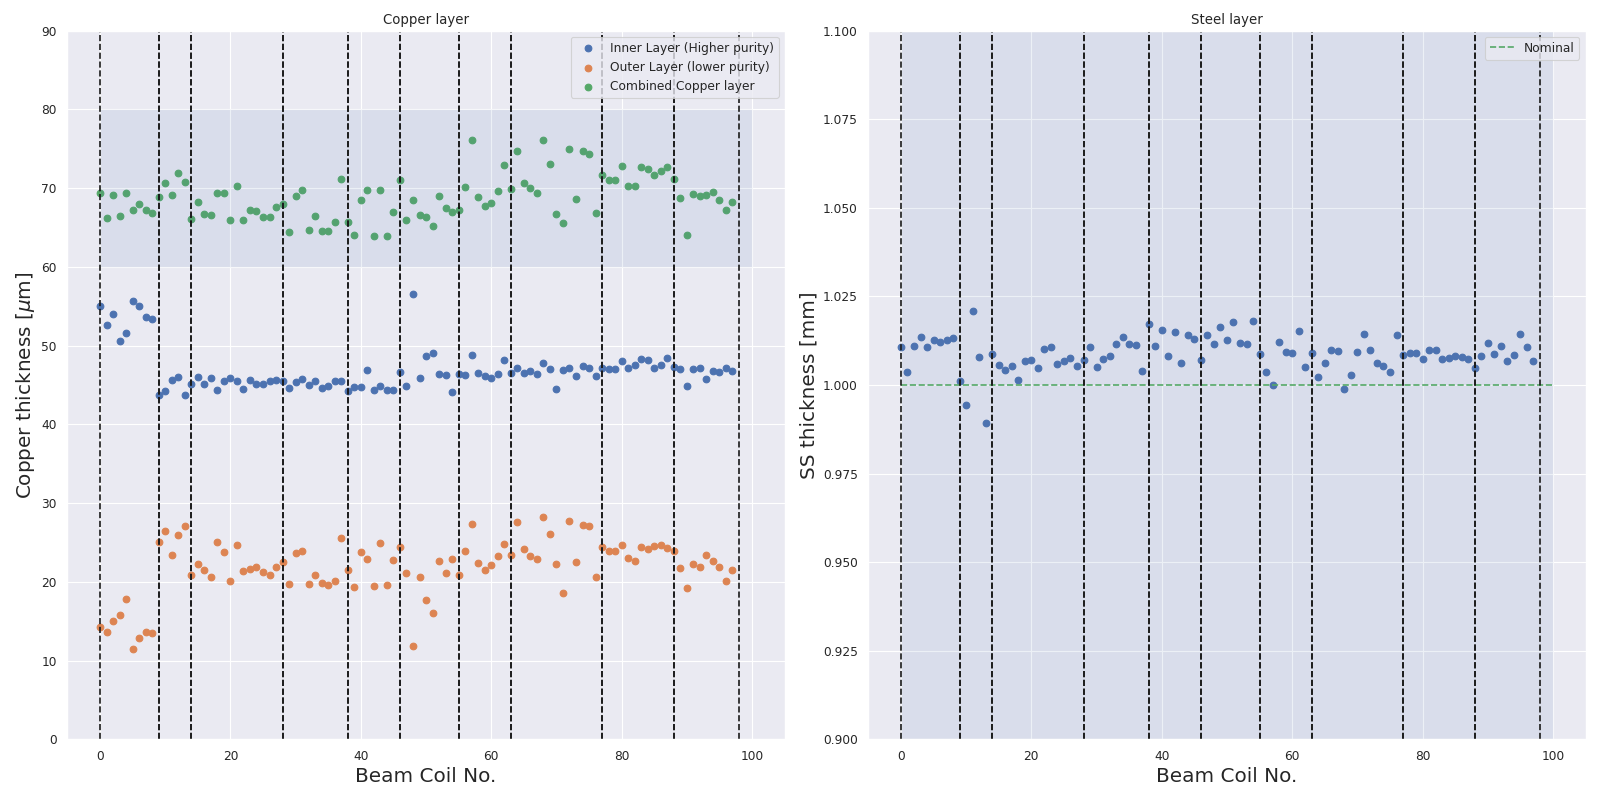 Copper layer
90
80
70
60
50
40
30
20
10
0
Copper thickness [μm]
Inner Layer (Higher purity)
Outer Layer (lower purity)
Combined Copper layer
0 20 40 60 80 100
Beam Coil No.
Steel layer
1.100
1.075
1.050
1.025
1.000
0.975
0.950
0.925
0.900
SS thickness [mm]
Nominal
0 20 40 60 80 100
Beam Coil No.